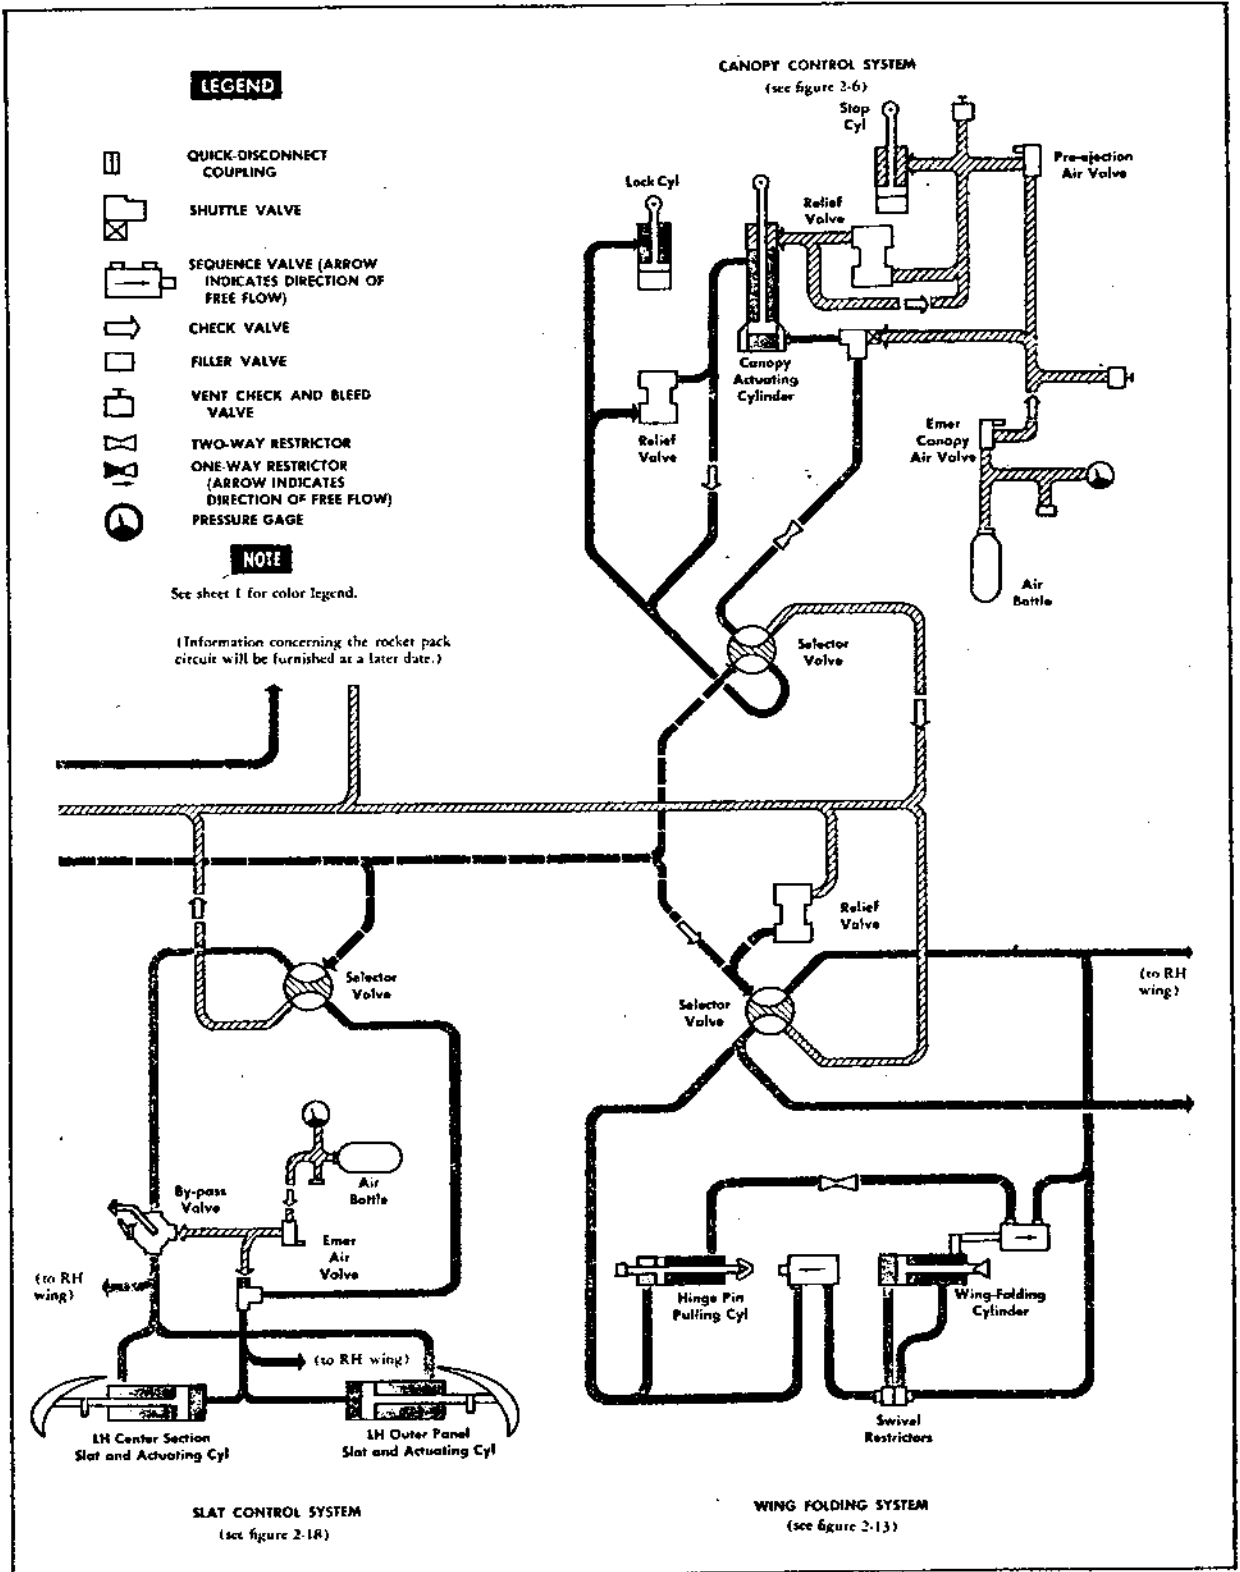 LEGEND
QUICK-DISCONNECT
COUPLING
SHUTTLE VALVE
SEQUENCE VALVE (ARROW
INDICATES DIRECTION OF
FREE FLOW)
CHECK VALVE
FILLER VALVE
VENT CHECK AND BLEED
VALVE
TWO-WAY RESTRICTOR
ONE-WAY RESTRICTOR
(ARROW INDICATES
DIRECTION OF FREE FLOW)
PRESSURE GAGE
NOTE
See sheet 1 for color legend.
(Information concerning the rocket pack
circuit will be furnished at a later date.)
CANOPY CONTROL SYSTEM
(see figure 2-6)
Stop
Cyl
Pre-ejection
Air Valve
Lock Cyl
Relief
Valve
Canopy
Actuating
Cylinder
Relief
Valve
Emer
Canopy
Air Valve
Air
Bottle
Selector
Valve
Relief
Valve
Selector
Valve
Selector
Valve
(to RH
wing)
Air
Bottle
By-pass
Valve
Emer
Air
Valve
(to RH
wing)
(to RH wing)
LH Center Section
Slat and Actuating Cyl
LH Outer Panel
Slat and Actuating Cyl
Hinge Pin
Pulling Cyl
Wing-Folding
Cylinder
Swivel
Restrictors
SLAT CONTROL SYSTEM
(see figure 2-18)
WING FOLDING SYSTEM
(see figure 2-13)